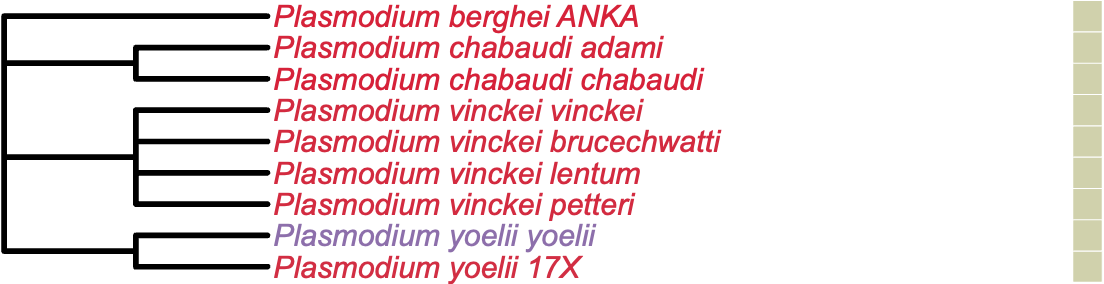 Plasmodium berghei ANKA
Plasmodium chabaudi adami
Plasmodium chabaudi chabaudi
Plasmodium vinckei vinckei
Plasmodium vinckei brucechwatti
Plasmodium vinckei lentum
Plasmodium vinckei petteri
Plasmodium yoelii yoelii
Plasmodium yoelii 17X